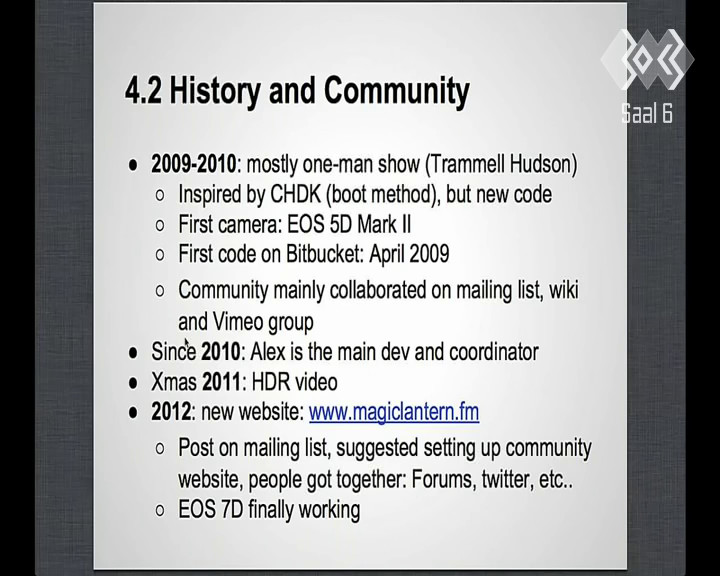 4.2 History and Community
Saal 6
● 2009-2010: mostly one-man show (Trammell Hudson)
○ Inspired by CHDK (boot method), but new code
○ First camera: EOS 5D Mark II
○ First code on Bitbucket: April 2009
○ Community mainly collaborated on mailing list, wiki
and Vimeo group
● Since 2010: Alex is the main dev and coordinator
● Xmas 2011: HDR video
● 2012: new website: www.magiclantern.fm
○ Post on mailing list, suggested setting up community
website, people got together: Forums, twitter, etc..
○ EOS 7D finally working